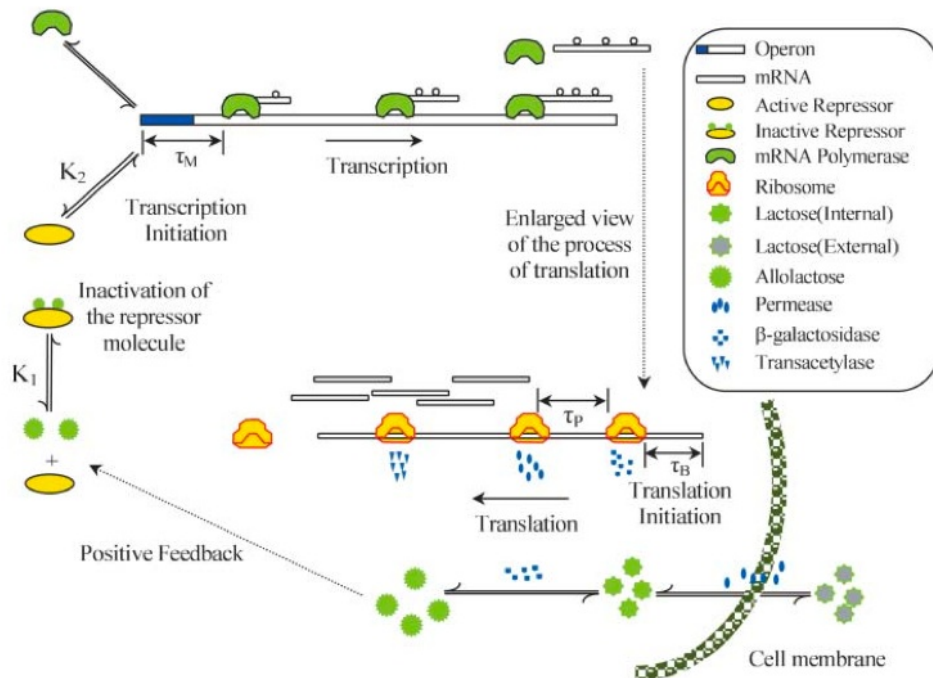 Operon
mRNA
Active Repressor
Inactive Repressor
mRNA Polymerase
Ribosome
Lactose(Internal)
Lactose(External)
Allolactose
Permease
β-galactosidase
Transacetylase
τM
Transcription
K2
Transcription
Initiation
Enlarged view
of the process
of translation
Inactivation of
the repressor
molecule
K1
+
τP
τB
Translation
Initiation
Translation
Positive Feedback
Cell membrane